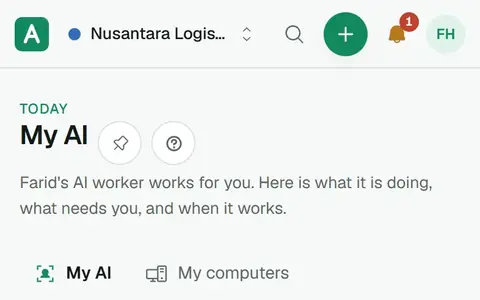 A
Nusantara Logis...
1
FH
TODAY
My AI
Farid's AI worker works for you. Here is what it is doing,
what needs you, and when it works.
My AI
My computers